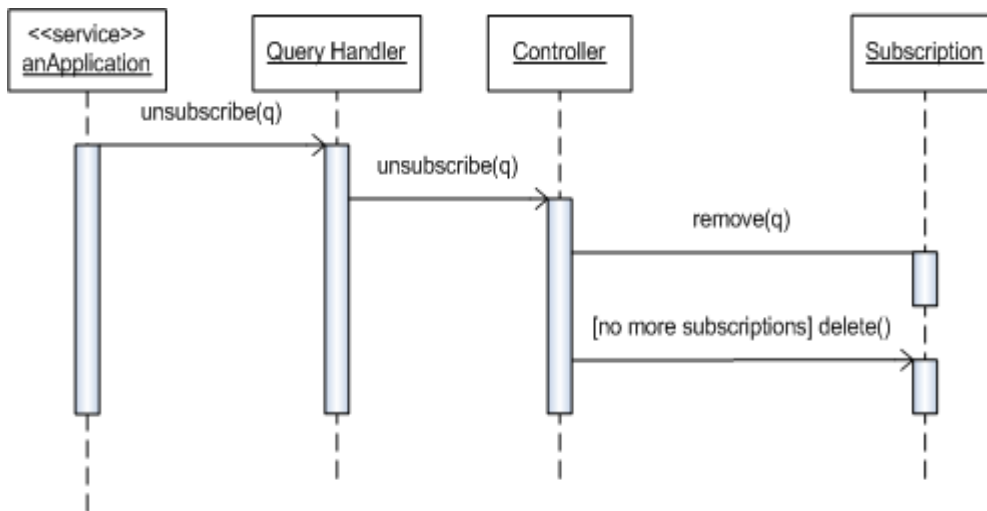 <<service>>
anApplication
Query Handler
Controller
Subscription
unsubscribe(q)
unsubscribe(q)
remove(q)
[no more subscriptions] delete()